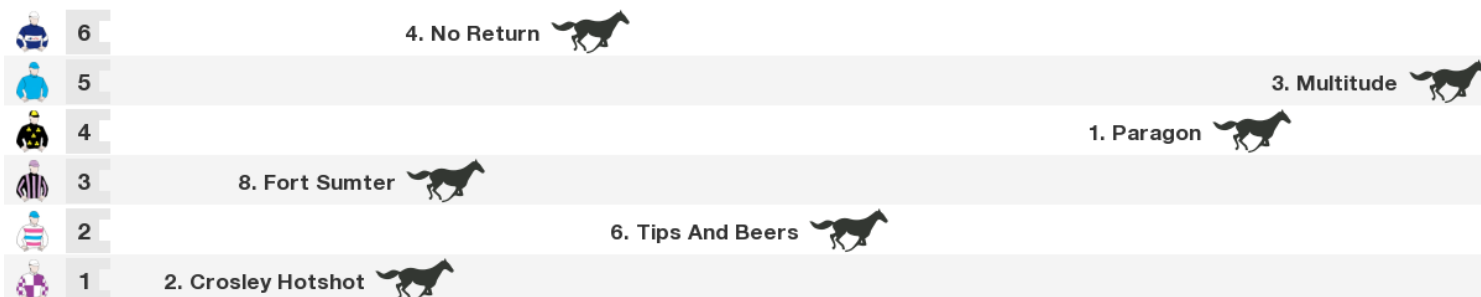 6 4. No Return
5 3. Multitude
4 1. Paragon
3 8. Fort Sumter
2 6. Tips And Beers
1 2. Crosley Hotshot